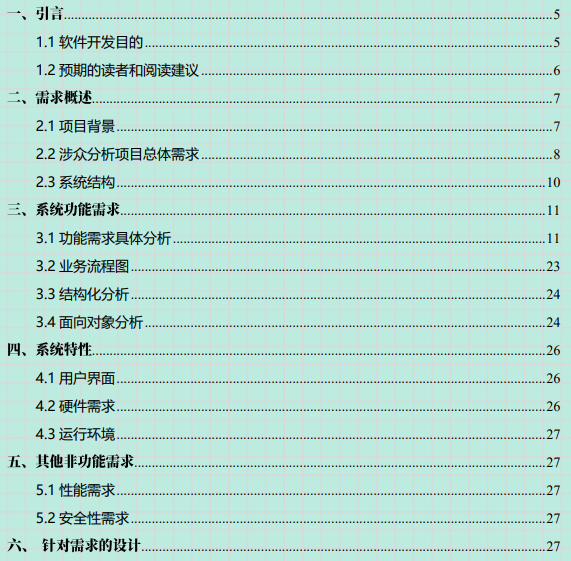 一、引言 5
1.1 软件开发目的 5
1.2 预期的读者和阅读建议 6
二、需求概述 7
2.1 项目背景 7
2.2 涉众分析项目总体需求 8
2.3 系统结构 10
三、系统功能需求 11
3.1 功能需求具体分析 11
3.2 业务流程图 23
3.3 结构化分析 24
3.4 面向对象分析 24
四、系统特性 26
4.1 用户界面 26
4.2 硬件需求 26
4.3 运行环境 27
五、其他非功能需求 27
5.1 性能需求 27
5.2 安全性需求 27
六、 针对需求的设计 27